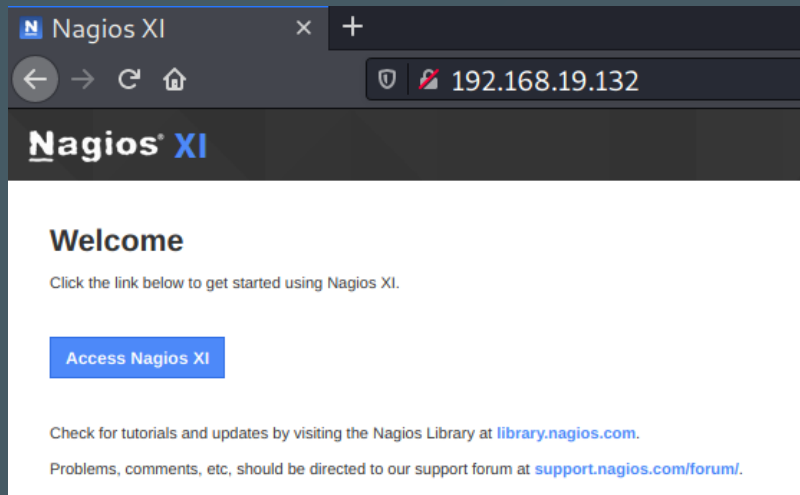 Nagios XI
192.168.19.132
Nagios® XI
Welcome
Click the link below to get started using Nagios XI.
Access Nagios XI
Check for tutorials and updates by visiting the Nagios Library at library.nagios.com.
Problems, comments, etc, should be directed to our support forum at support.nagios.com/forum/.